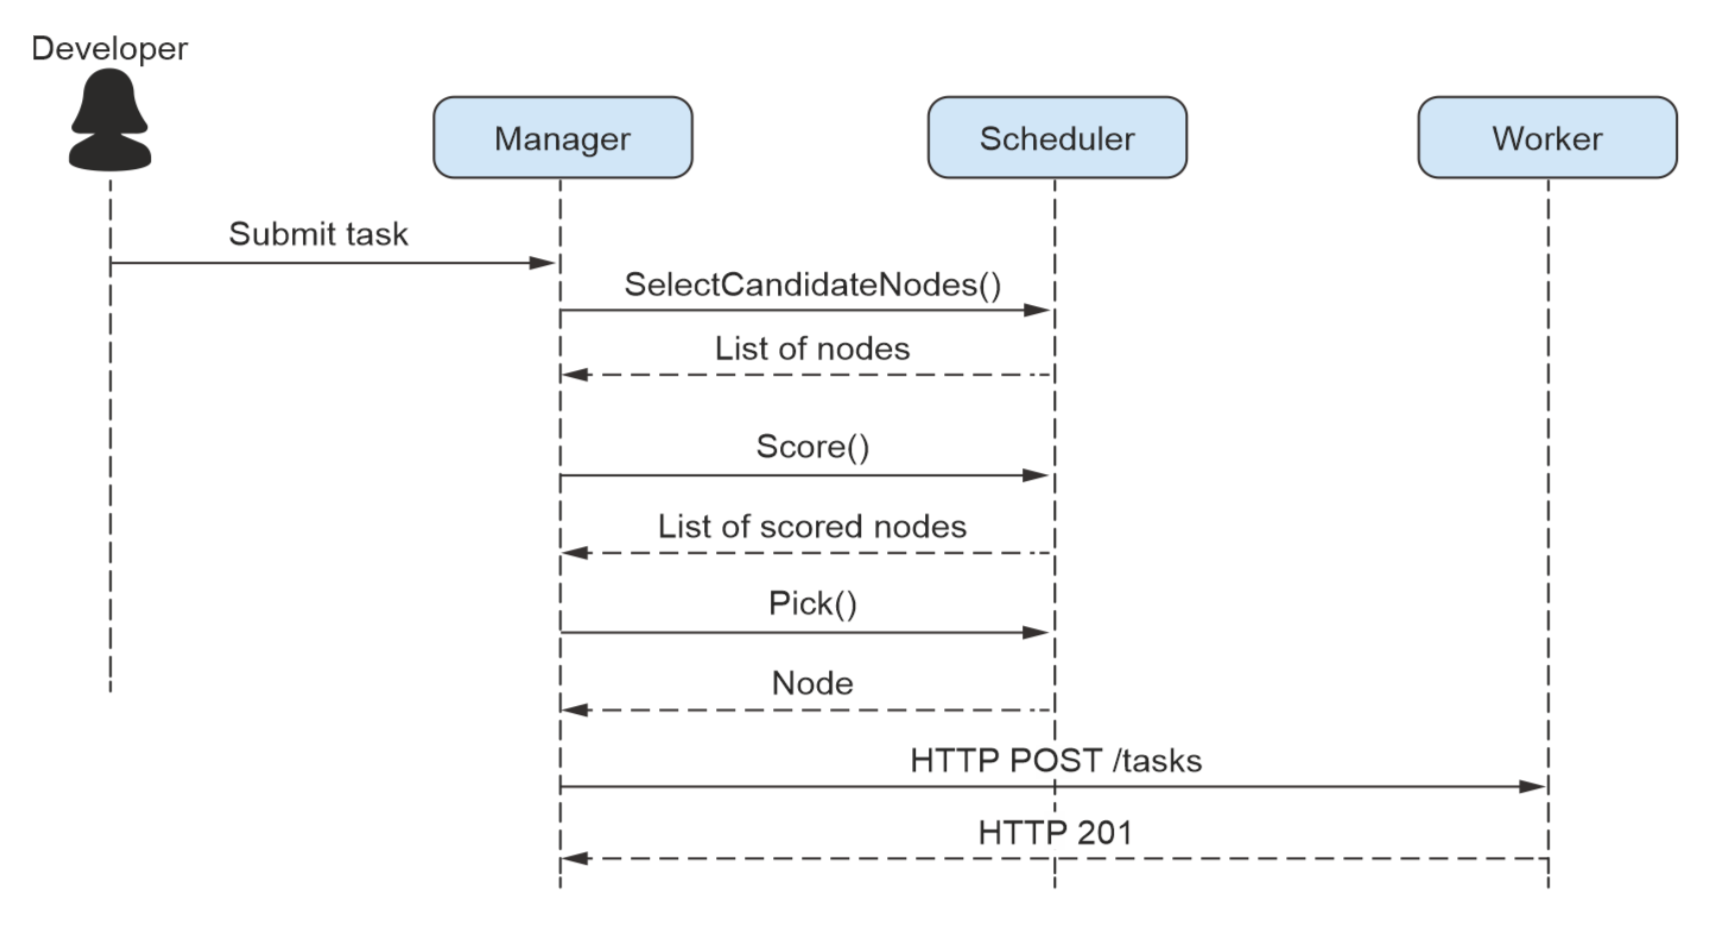 Developer
Manager
Scheduler
Worker
Submit task
SelectCandidateNodes()
List of nodes
Score()
List of scored nodes
Pick()
Node
HTTP POST /tasks
HTTP 201